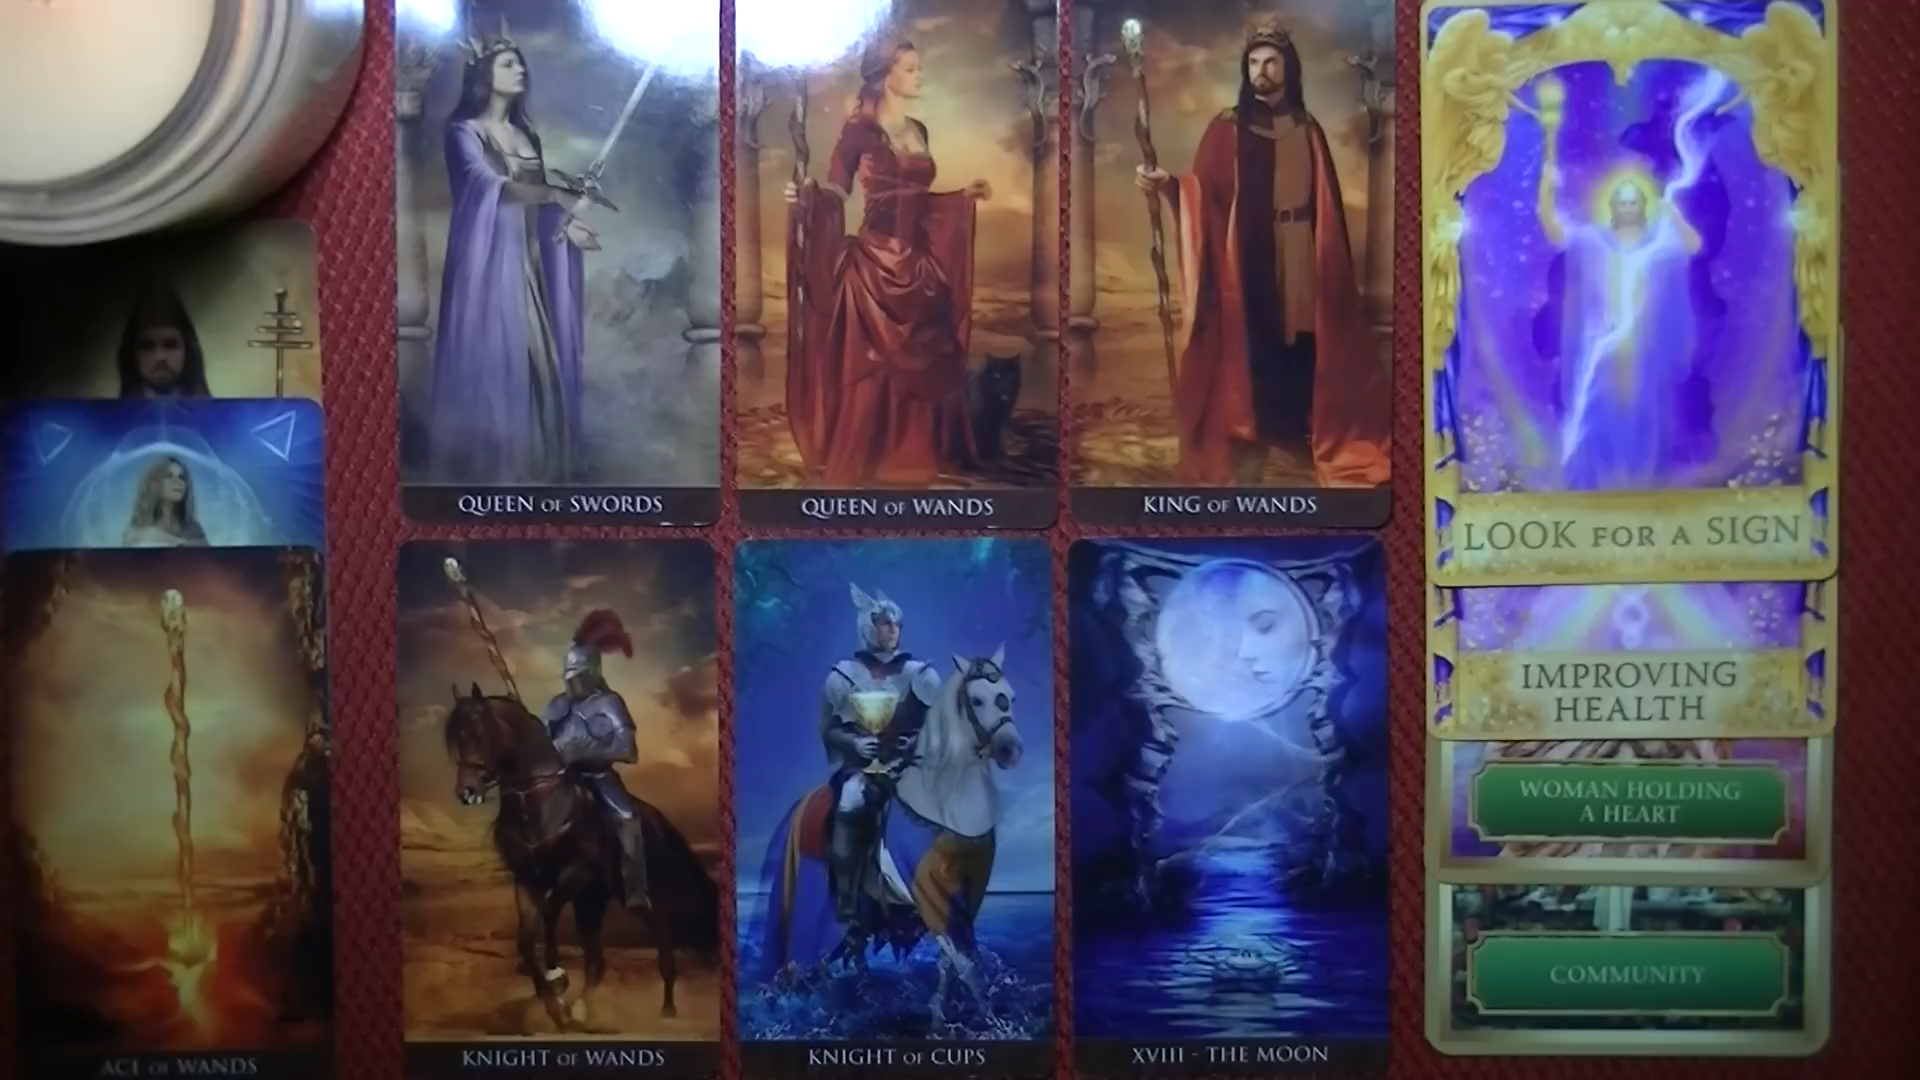 QUEEN OF SWORDS
QUEEN OF WANDS
KING OF WANDS
LOOK FOR A SIGN
IMPROVING
HEALTH
WOMAN HOLDING
A HEART
COMMUNITY
ACE OF WANDS
KNIGHT OF WANDS
KNIGHT OF CUPS
XVIII - THE MOON